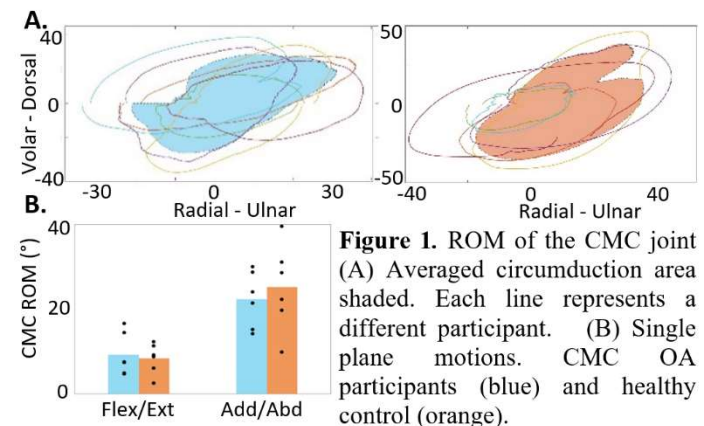 A.
40
0
-40
Volar - Dorsal
-30
0
30
Radial - Ulnar
50
0
-50
-40
0
40
Radial - Ulnar
B.
40
20
0
CMC ROM (°)
Flex/Ext
Add/Abd
Figure 1. ROM of the CMC joint
(A) Averaged circumduction area
shaded. Each line represents a
different participant. (B) Single
plane motions. CMC OA
participants (blue) and healthy
control (orange).